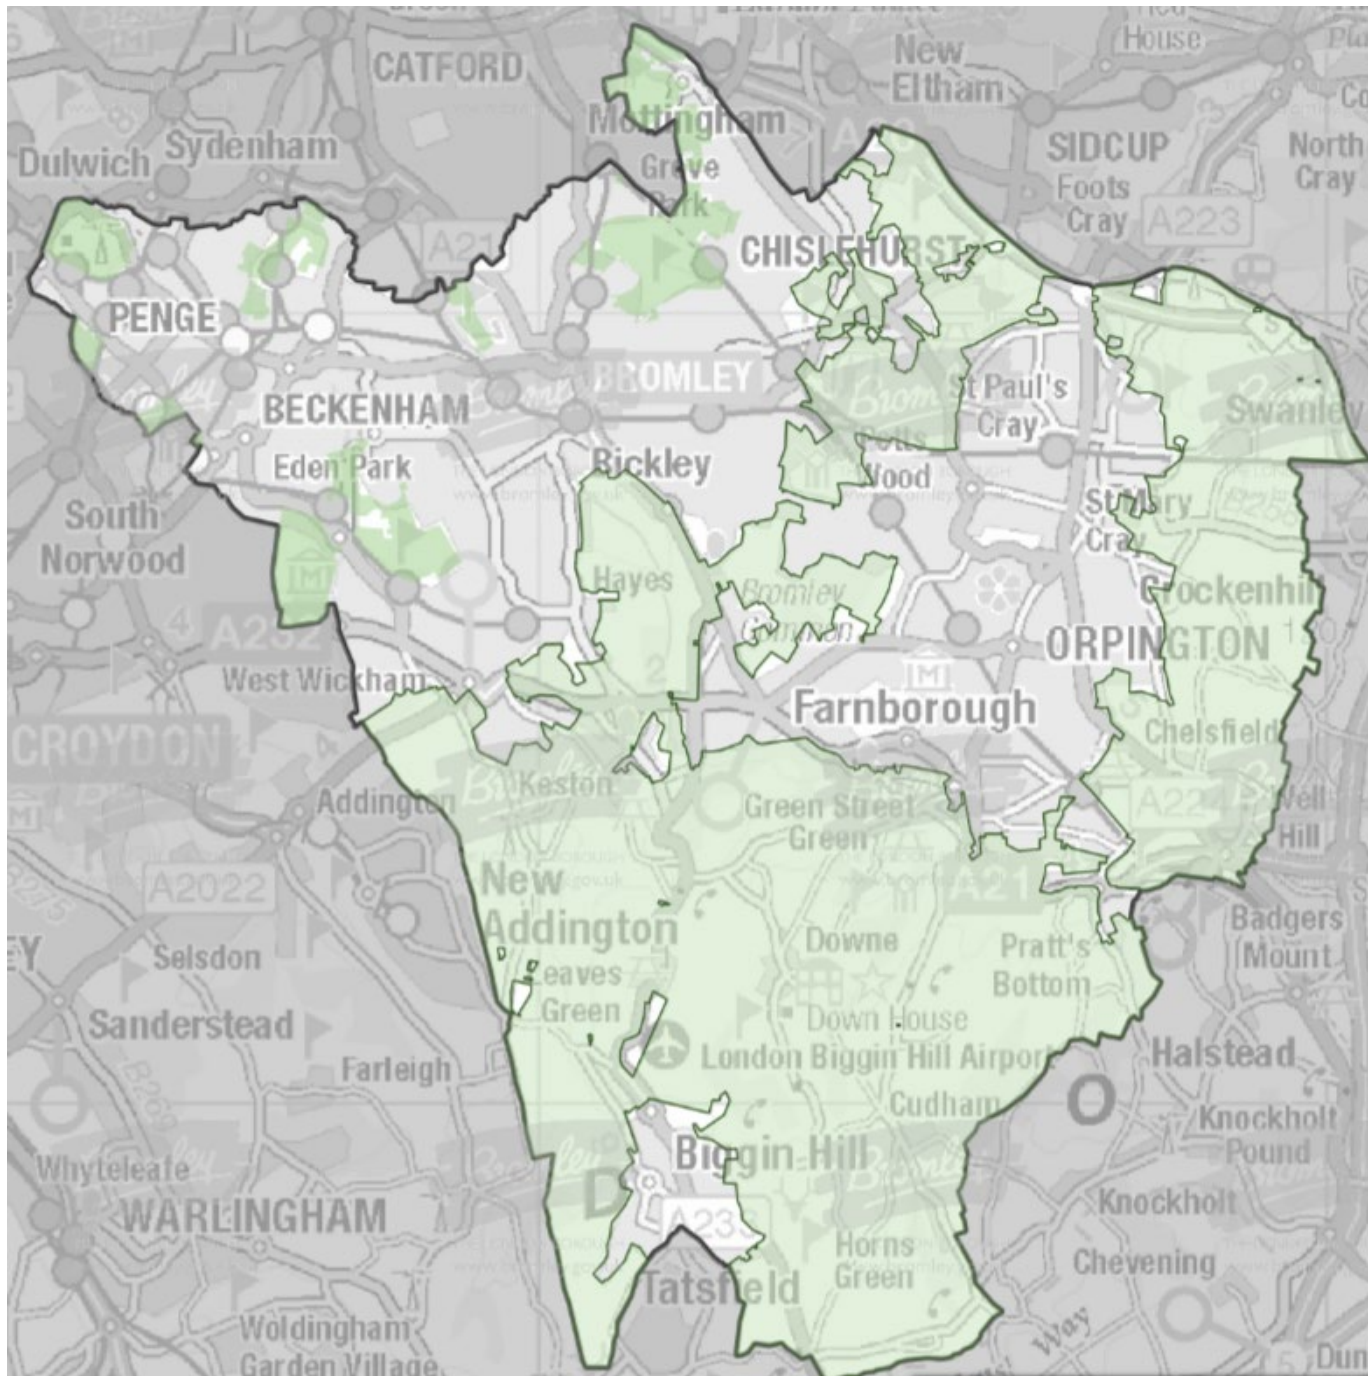 CATFORD
New
Eltham
House
Mottingham
Dulwich
Sydenham
Grove
Park
SIDCUP
Foots
Cray
North
Cray
A223
A21
CHISLEHURST
PENGE
BROMLEY
BECKENHAM
St Paul's
Cray
Swanley
Eden Park
Bickley
Wood
South
Norwood
St Mary
Cray
Hayes
Bromley
Common
Crockenhill
A232
ORPINGTON
West Wickham
Farnborough
CROYDON
Chelsfield
Keston
Addington
Green Street
Green
A224
Well
Hill
A2022
New
Addington
A21
Badgers
Mount
Selsdon
Downe
Pratt's
Bottom
Leaves
Green
Sanderstead
Down House
London Biggin Hill Airport
Halstead
Farleigh
Cudham
Knockholt
Pound
Biggin Hill
Whyteleafe
WARLINGHAM
A233
Knockholt
Horns
Green
Chevening
Tatsfield
Woldingham
Garden Village
Way
Dun